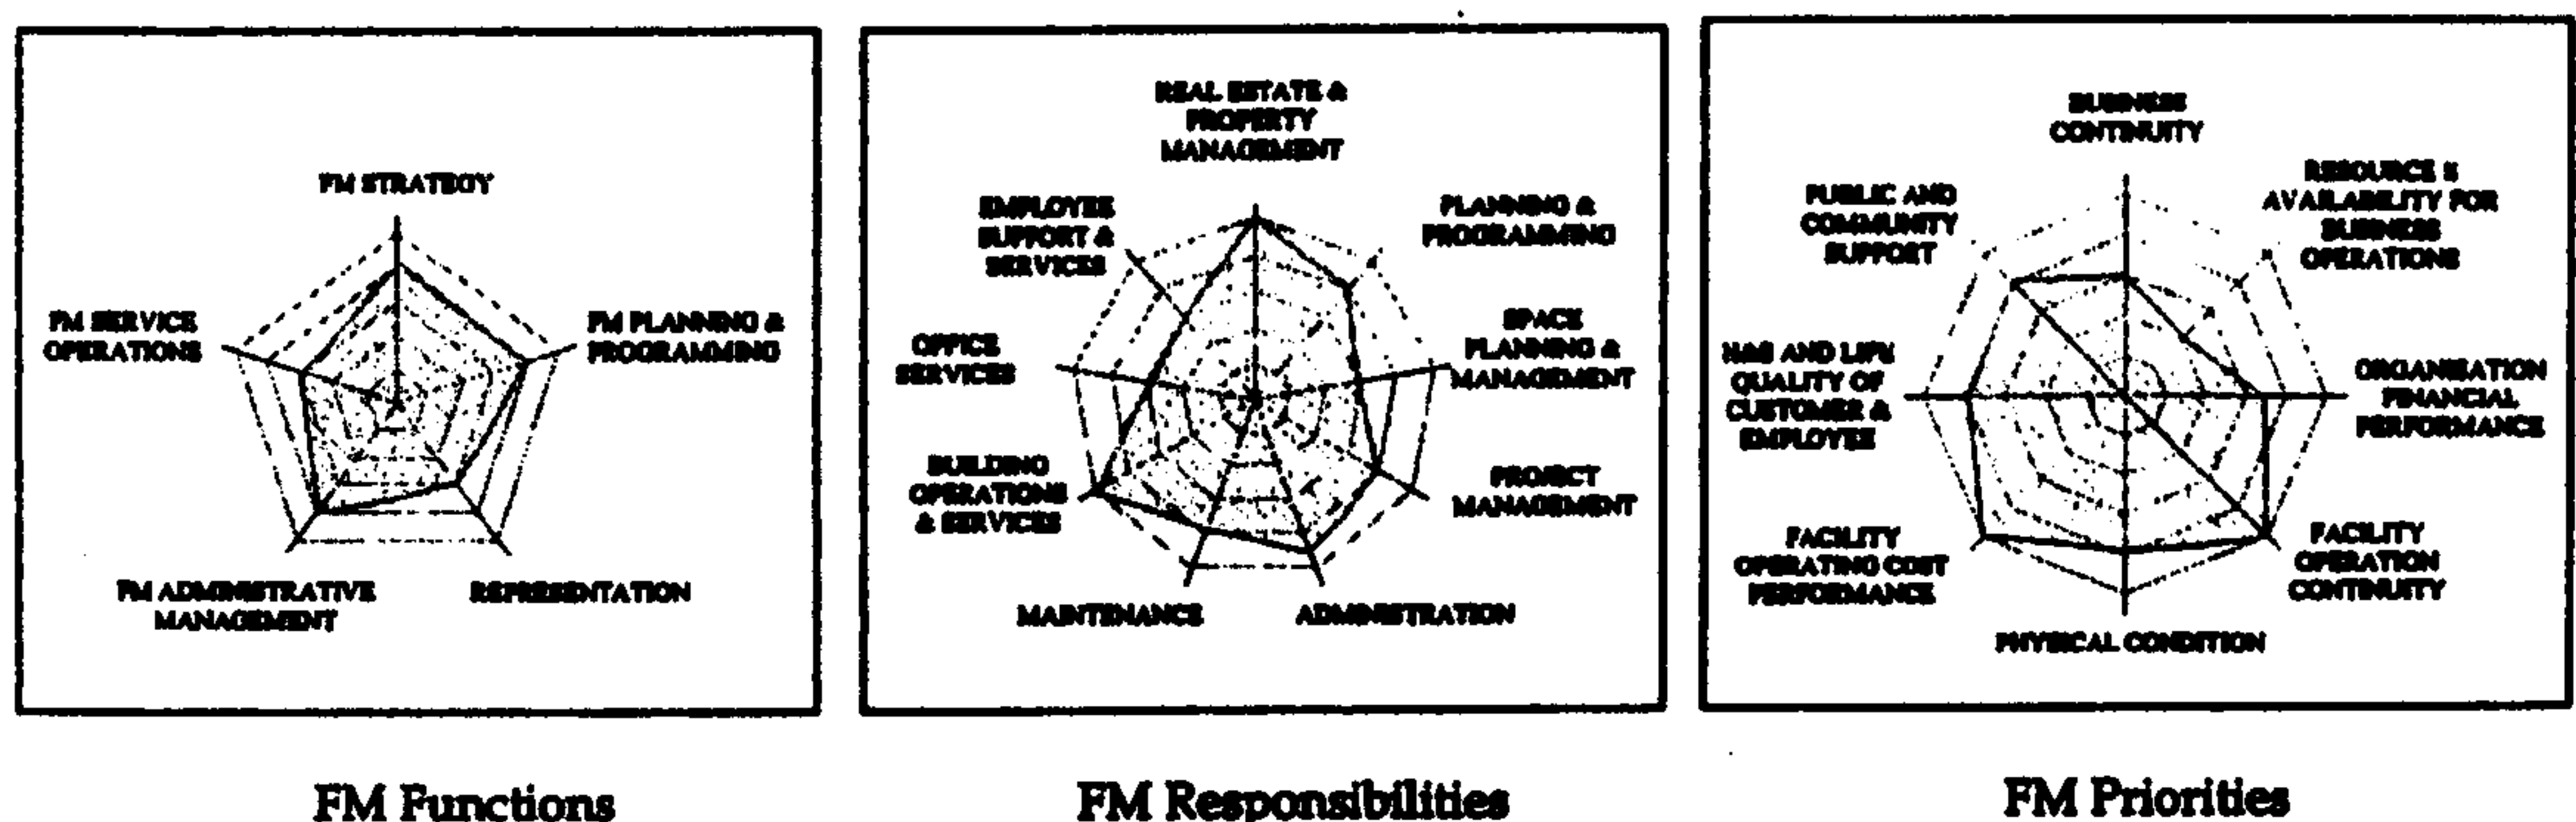 FM STRATEGY
FM SERVICE
OPERATIONS
FM PLANNING &
PROGRAMMING
FM ADMINISTRATIVE
MANAGEMENT
REPRESENTATION
FM Functions
REAL ESTATE &
PROPERTY
MANAGEMENT
EMPLOYEE
SUPPORT &
SERVICES
PLANNING &
PROGRAMMING
OFFICE
SERVICES
SPACE
PLANNING &
MANAGEMENT
BUILDING
OPERATIONS
& SERVICES
PROJECT
MANAGEMENT
MAINTENANCE
ADMINISTRATION
FM Responsibilities
BUSINESS
CONTINUITY
PUBLIC AND
COMMUNITY
SUPPORT
RESOURCE
AVAILABILITY FOR
BUSINESS
OPERATIONS
AND LIFE
QUALITY OF
CUSTOMER &
EMPLOYEE
ORGANISATION
FINANCIAL
PERFORMANCE
FACILITY
OPERATING COST
PERFORMANCE
FACILITY
OPERATION
CONTINUITY
PHYSICAL CONDITION
FM Priorities